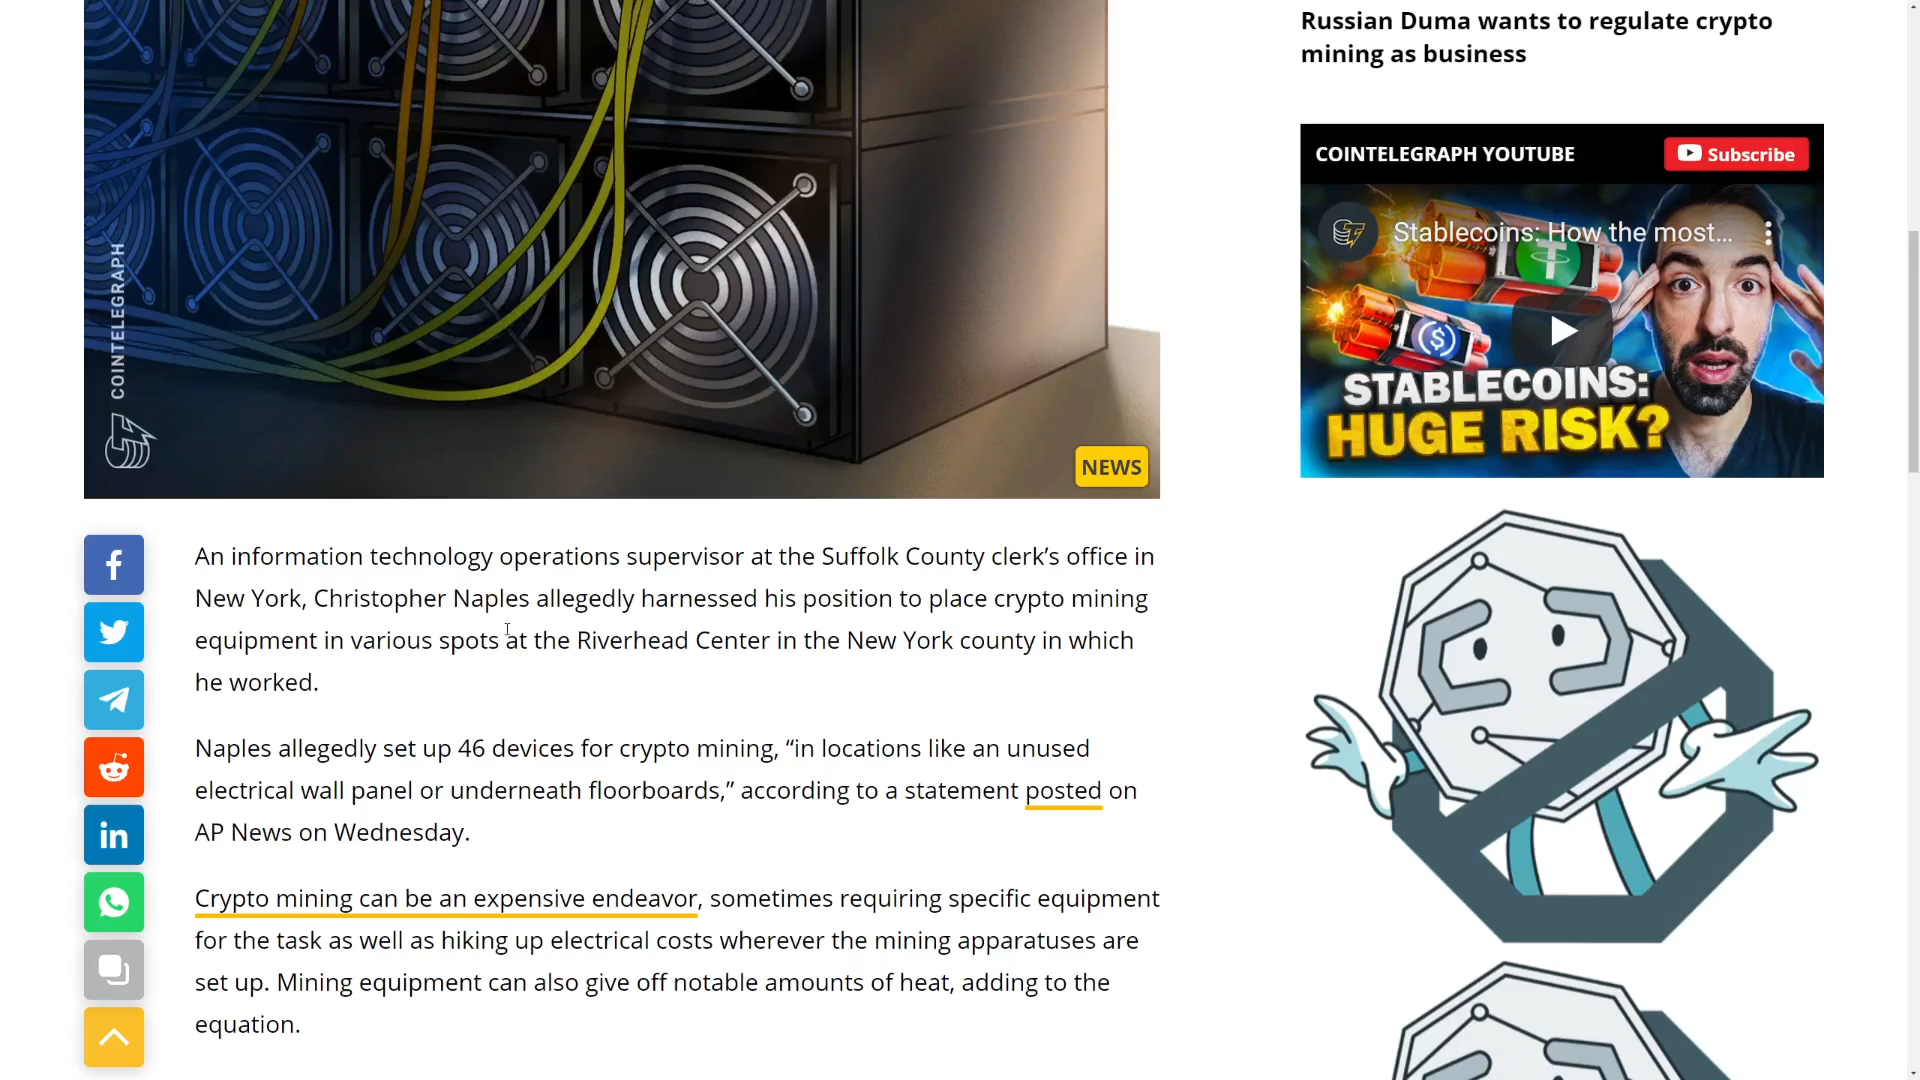 Russian Duma wants to regulate crypto
mining as business
COINTELEGRAPH YOUTUBE
Subscribe
Stablecoins: How the most...
STABLECOINS:
HUGE RISK?
COINTELEGRAPH
NEWS
An information technology operations supervisor at the Suffolk County clerk’s office in
New York, Christopher Naples allegedly harnessed his position to place crypto mining
equipment in various spots at the Riverhead Center in the New York county in which
he worked.
Naples allegedly set up 46 devices for crypto mining, “in locations like an unused
electrical wall panel or underneath floorboards,” according to a statement posted on
AP News on Wednesday.
Crypto mining can be an expensive endeavor, sometimes requiring specific equipment
for the task as well as hiking up electrical costs wherever the mining apparatuses are
set up. Mining equipment can also give off notable amounts of heat, adding to the
equation.